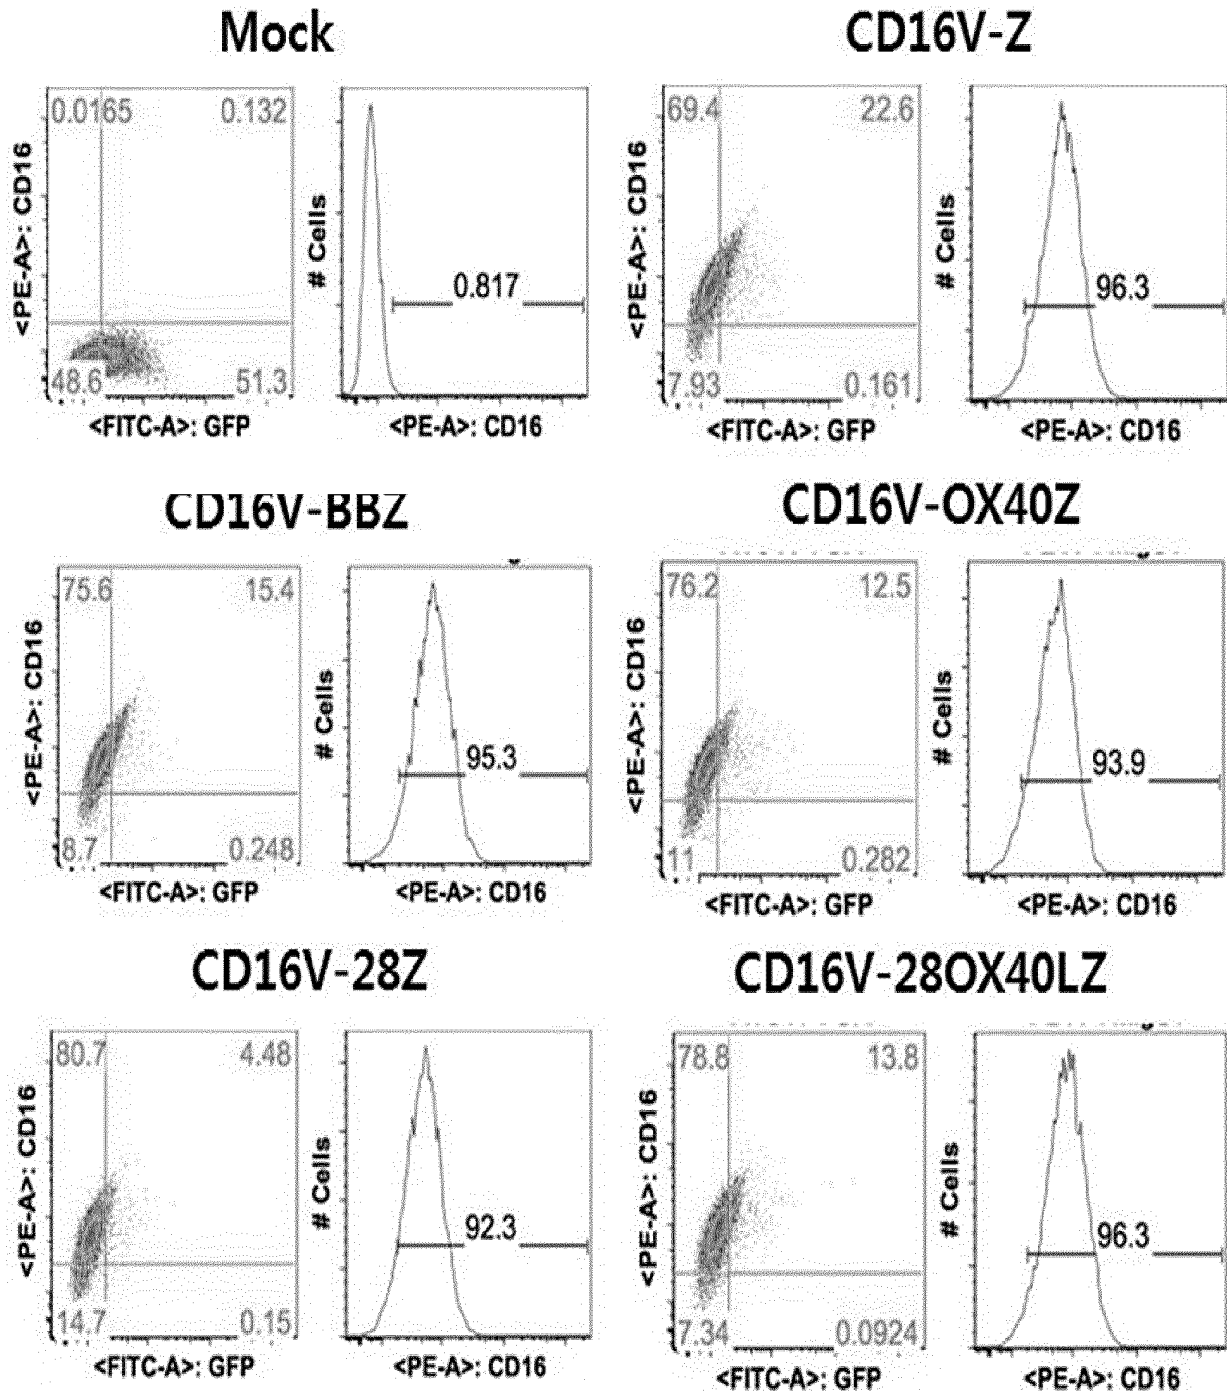 Mock
CD16V-Z
0.0165 0.132
<PE-A>: CD16
48.6 51.3
<FITC-A>: GFP
# Cells
0.817
<PE-A>: CD16
69.4 22.6
<PE-A>: CD16
7.93 0.161
<FITC-A>: GFP
# Cells
96.3
<PE-A>: CD16
CD16V-BBZ
CD16V-OX40Z
75.6 15.4
<PE-A>: CD16
8.7 0.248
<FITC-A>: GFP
# Cells
95.3
<PE-A>: CD16
76.2 12.5
<PE-A>: CD16
11 0.282
<FITC-A>: GFP
# Cells
93.9
<PE-A>: CD16
CD16V-28Z
CD16V-28OX40LZ
80.7 4.48
<PE-A>: CD16
14.7 0.15
<FITC-A>: GFP
# Cells
92.3
<PE-A>: CD16
78.8 13.8
<PE-A>: CD16
7.34 0.0924
<FITC-A>: GFP
# Cells
96.3
<PE-A>: CD16